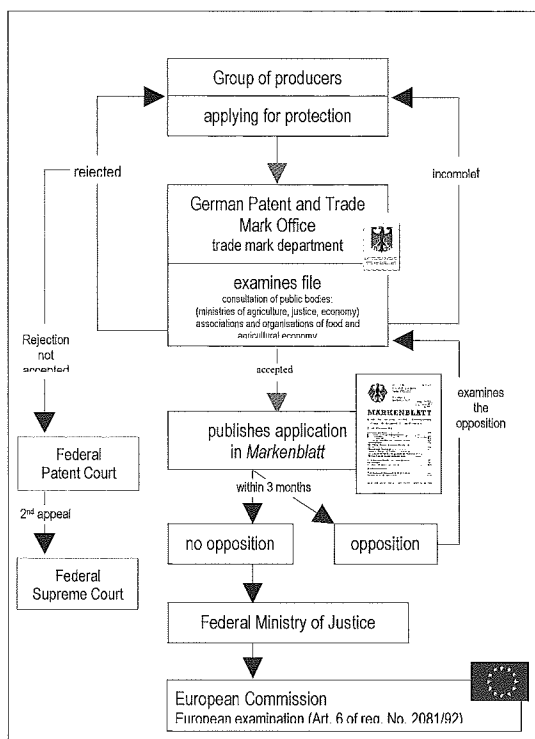 Group of producers
applying for protection
rejected
incomplet
German Patent and Trade
Mark Office
trade mark department
examines file
consultation of public bodies:
(ministries of agriculture, justice, economy)
associations and organisations of food and
agricultural economy
Rejection
not
accepted
accepted
examines
the
opposition
MARKENBLATT
publishes application
in Markenblatt
Federal
Patent Court
within 3 months
2nd appeal
no opposition
opposition
Federal
Supreme Court
Federal Ministry of Justice
European Commission
European examination (Art. 6 of reg. No. 2081/92)